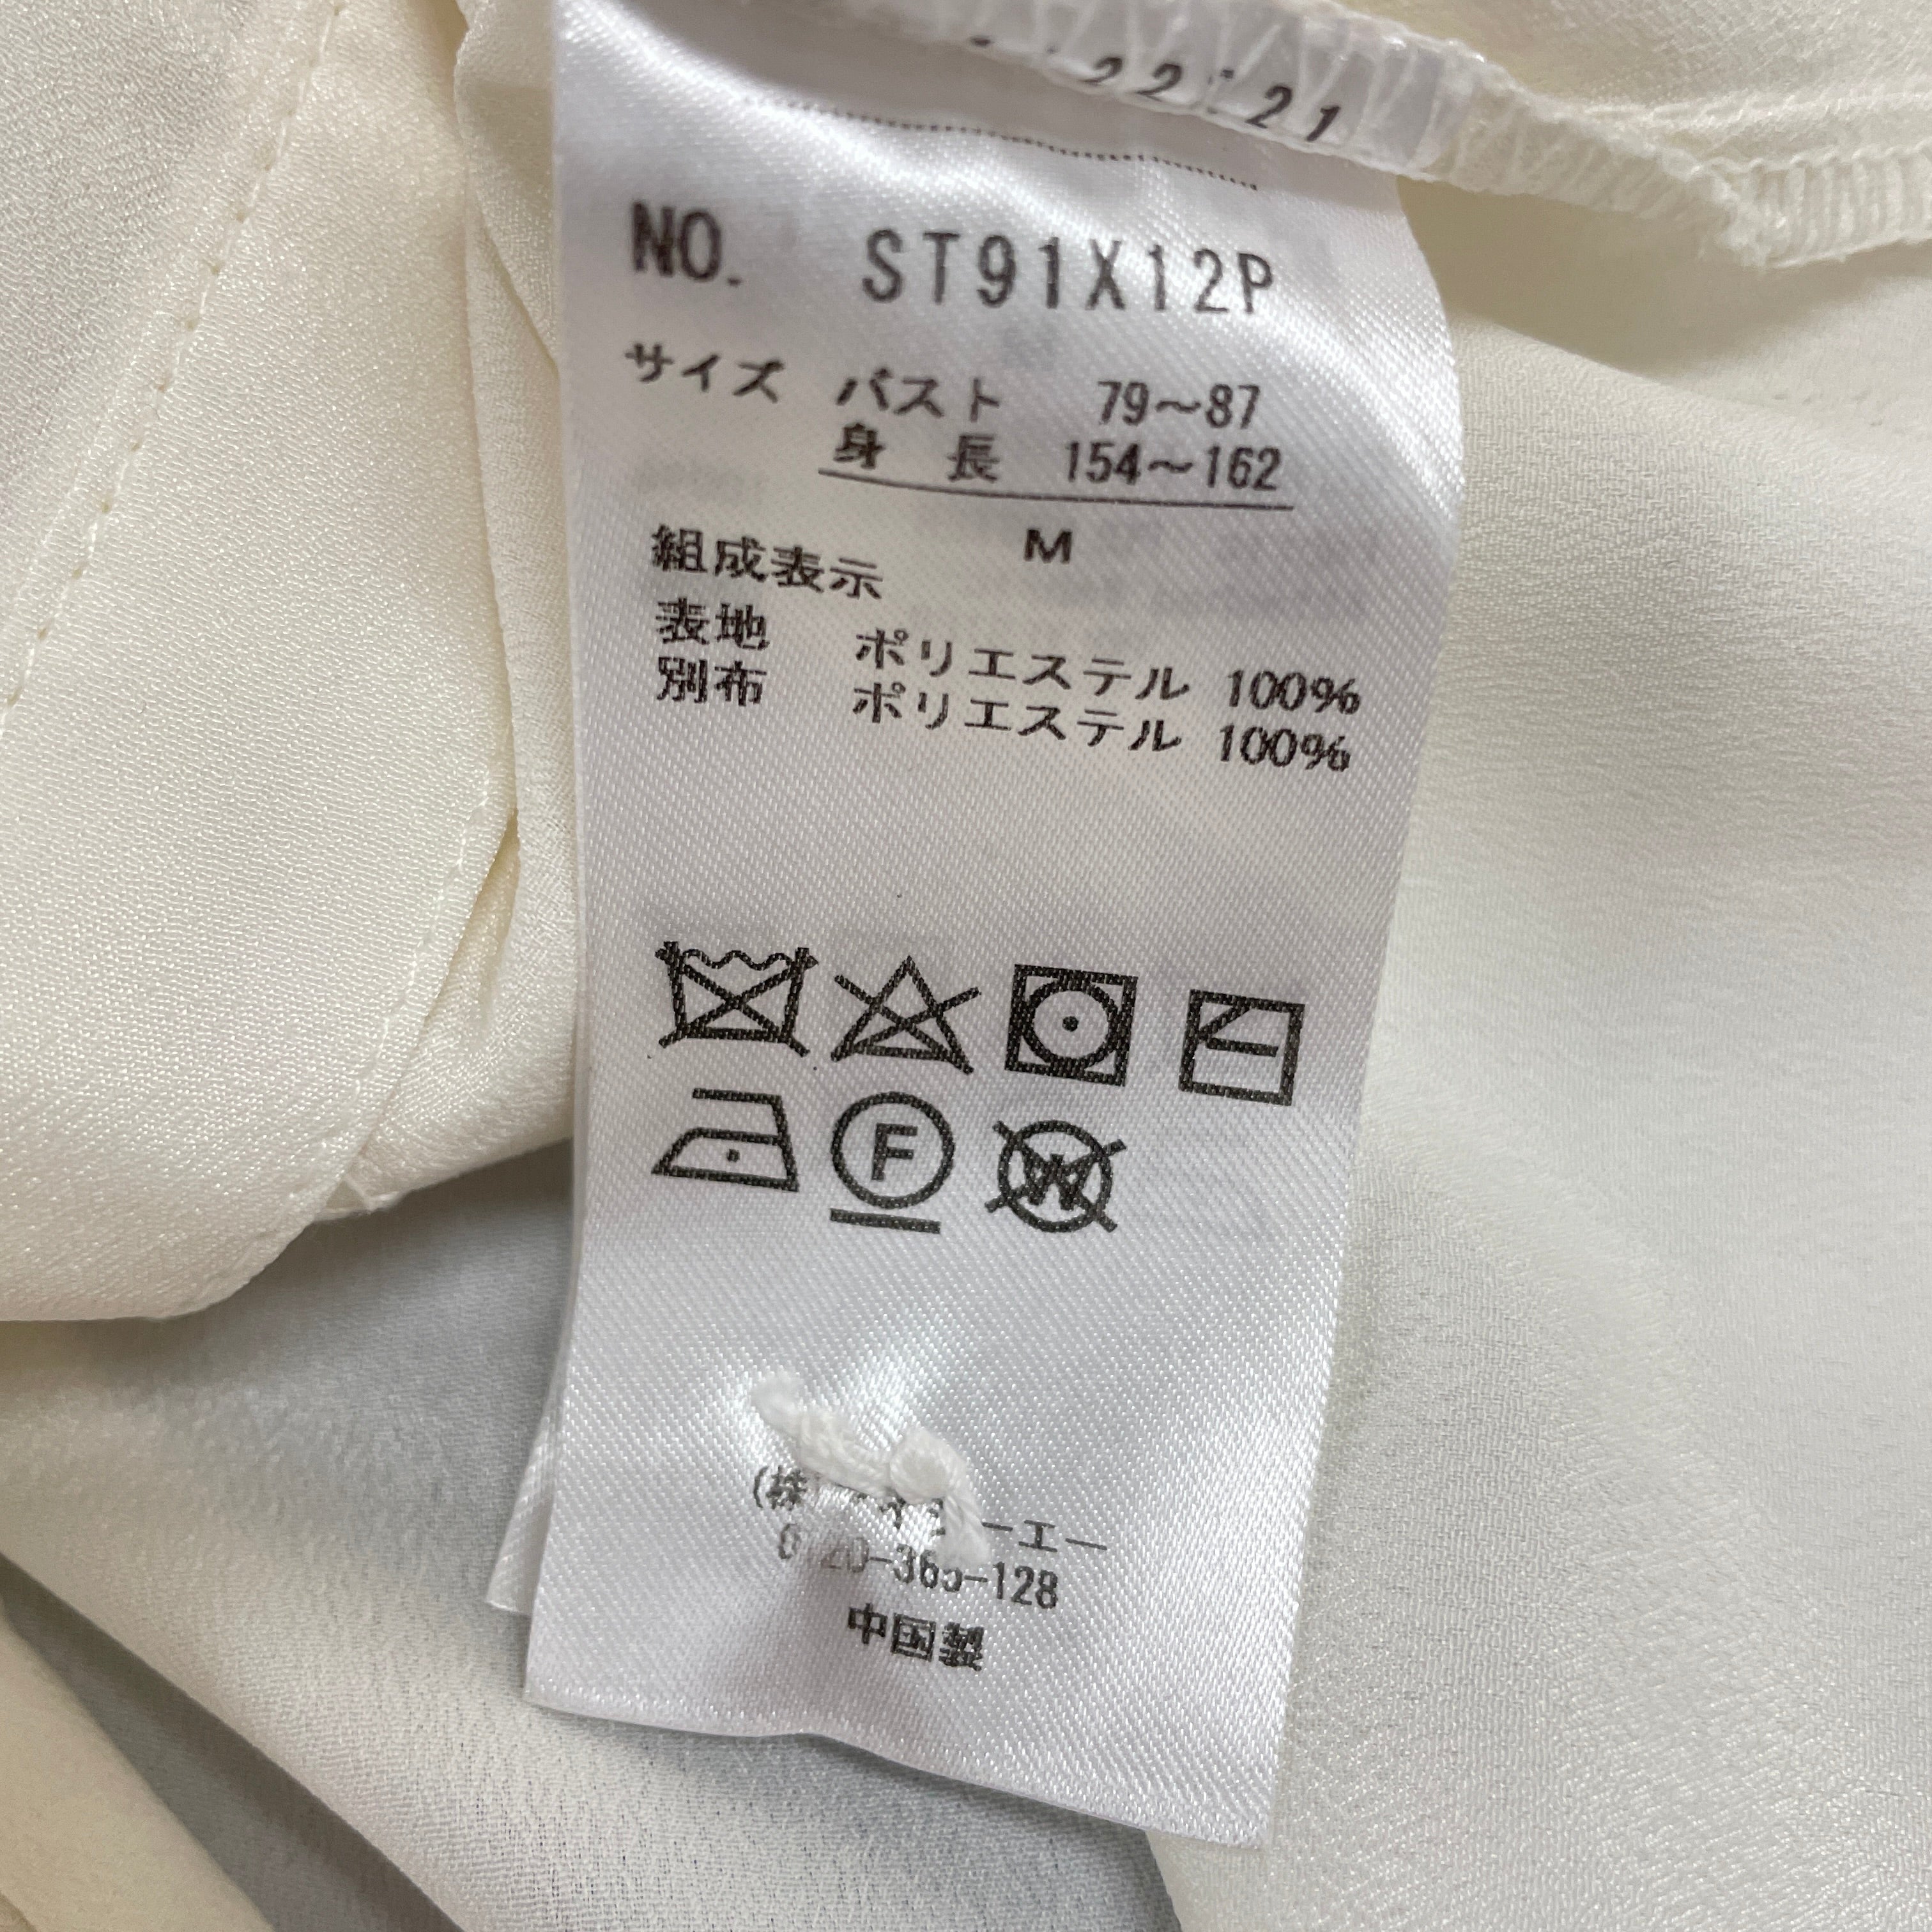 NO. ST91X12P
サイズ バスト 79～87
身長 154～162
M
組成表示
表地 ポリエステル 100%
別布 ポリエステル 100%
F
W
中国製